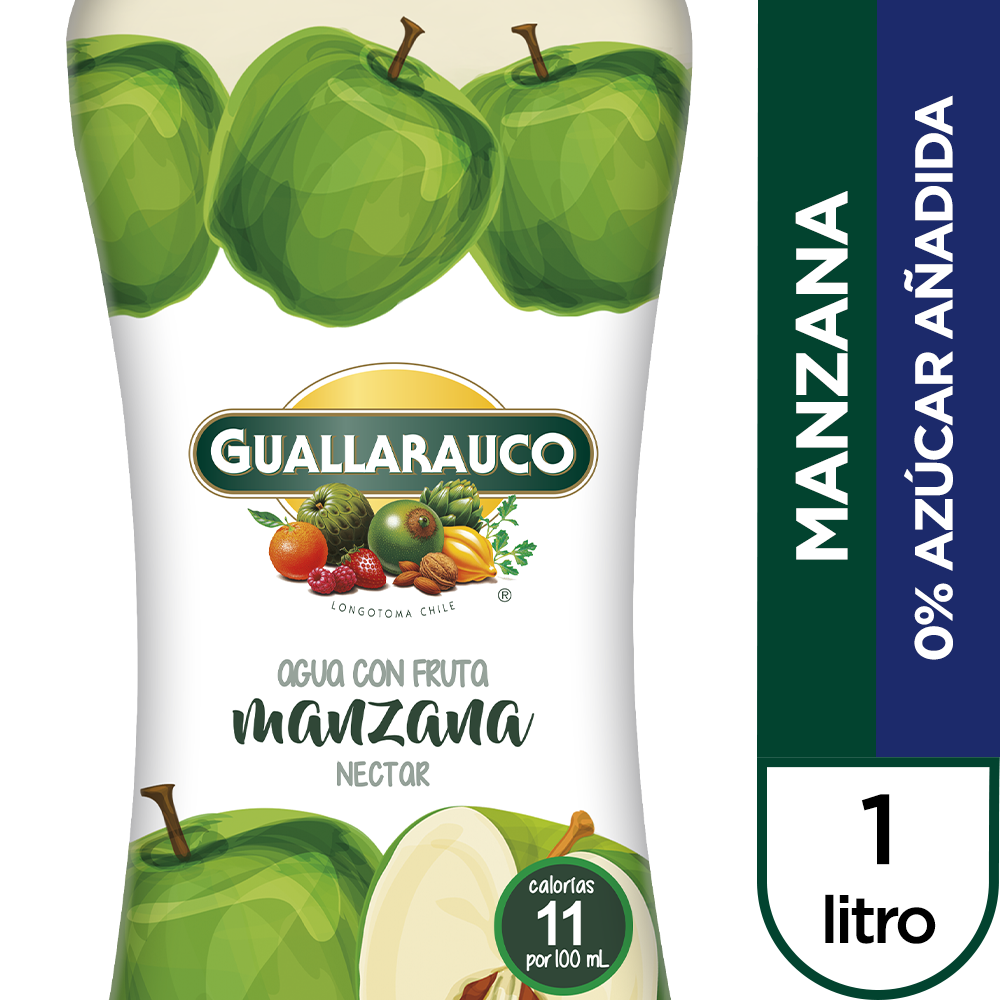 GUALLARAUCO
LONGOTOMA CHILE
®
AGUA CON FRUTA
manzana
NECTAR
calorías
11
por 100 mL
MANZANA
0% AZÚCAR AÑADIDA
1
litro